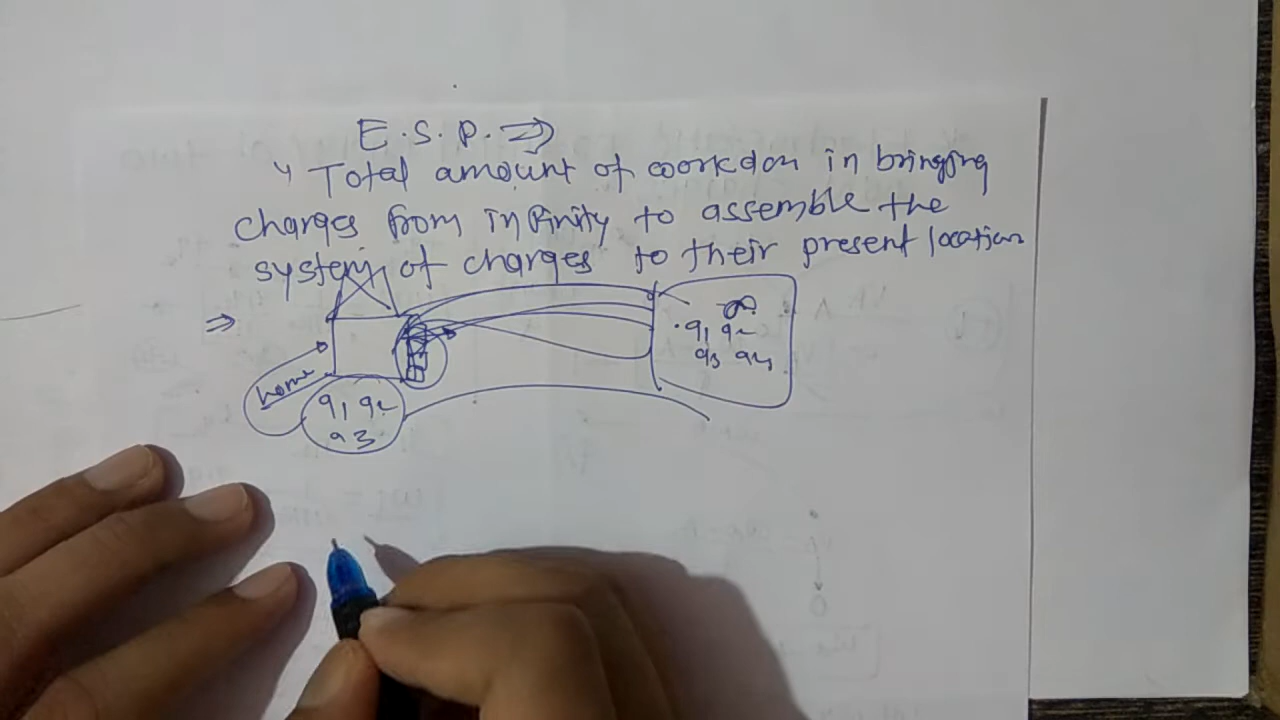 E.S.P. ⇒
Total amount of workdon in bringing
charges from infinity to assemble the
system of charges to their present location
⇒
∞
q1 q2
q3 q4
home
q1 q2
q3